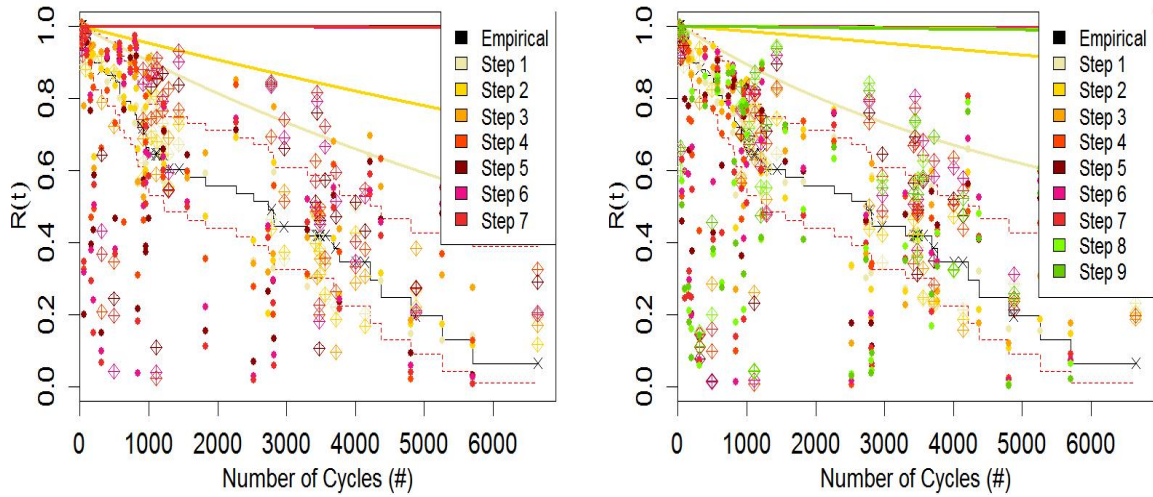 R(t)
1.0
0.8
0.6
0.4
0.2
0.0
0 1000 2000 3000 4000 5000 6000
Number of Cycles (#)
Empirical
Step 1
Step 2
Step 3
Step 4
Step 5
Step 6
Step 7
R(t)
1.0
0.8
0.6
0.4
0.2
0.0
0 1000 2000 3000 4000 5000 6000
Number of Cycles (#)
Empirical
Step 1
Step 2
Step 3
Step 4
Step 5
Step 6
Step 7
Step 8
Step 9